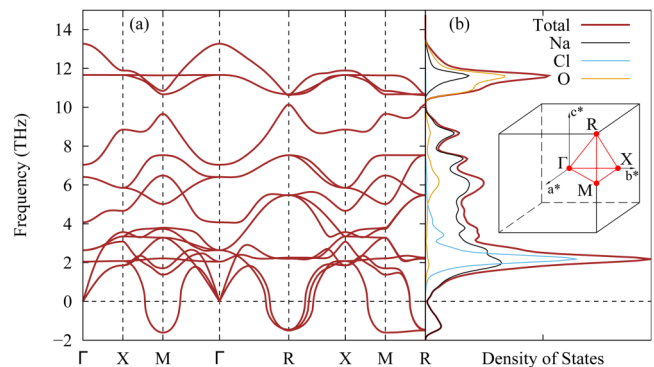 (a)
(b)
Total
Na
Cl
O
Frequency (THz)
14
12
10
8
6
4
2
0
−2
Γ X M Γ R X M R
Density of States
c*
R
Γ
X
a*
b*
M